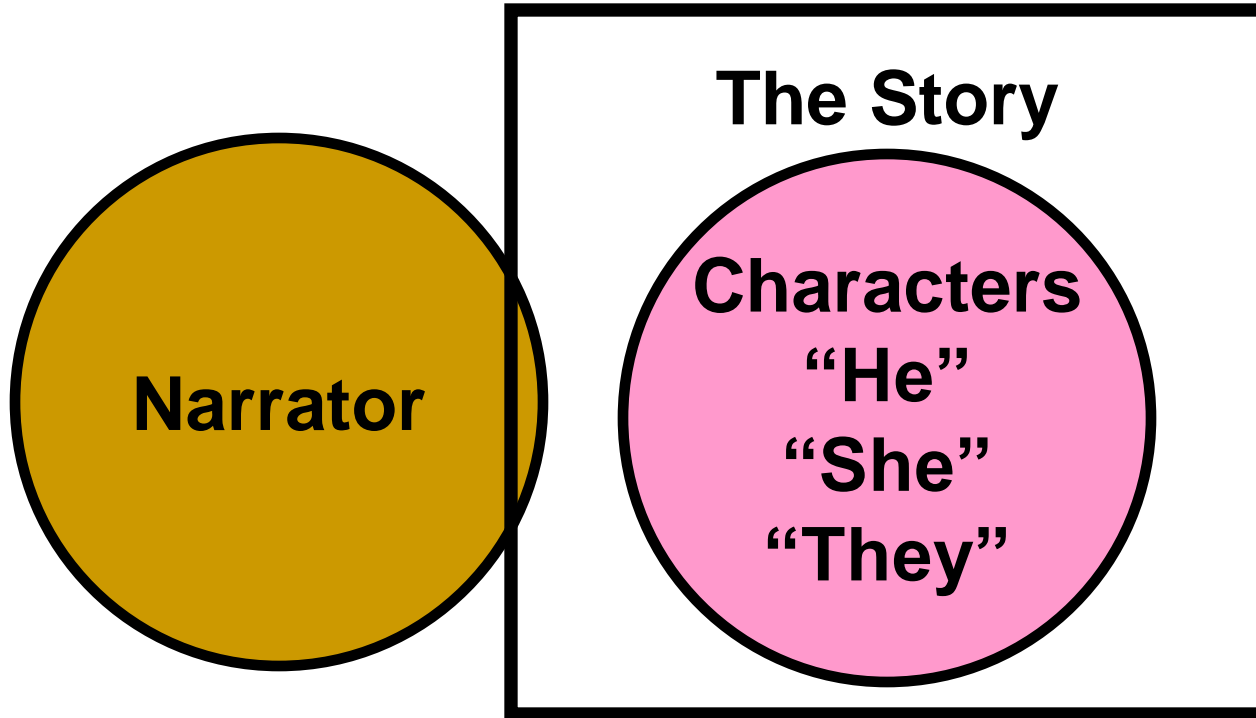 The Story
Narrator
Characters
“He”
“She”
“They”